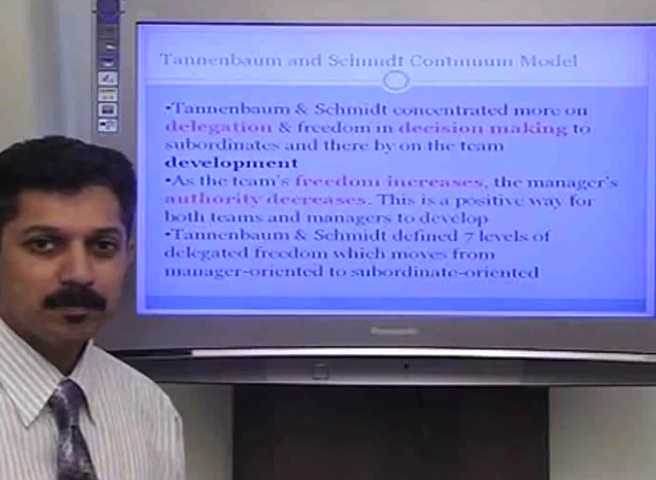 Tannenbaum and Schmidt Continuum Model
•Tannenbaum & Schmidt concentrated more on
delegation & freedom in decision making to
subordinates and there by on the team
development
•As the team's freedom increases, the manager's
authority decreases. This is a positive way for
both teams and managers to develop
•Tannenbaum & Schmidt defined 7 levels of
delegated freedom which moves from
manager-oriented to subordinate-oriented
Panasonic